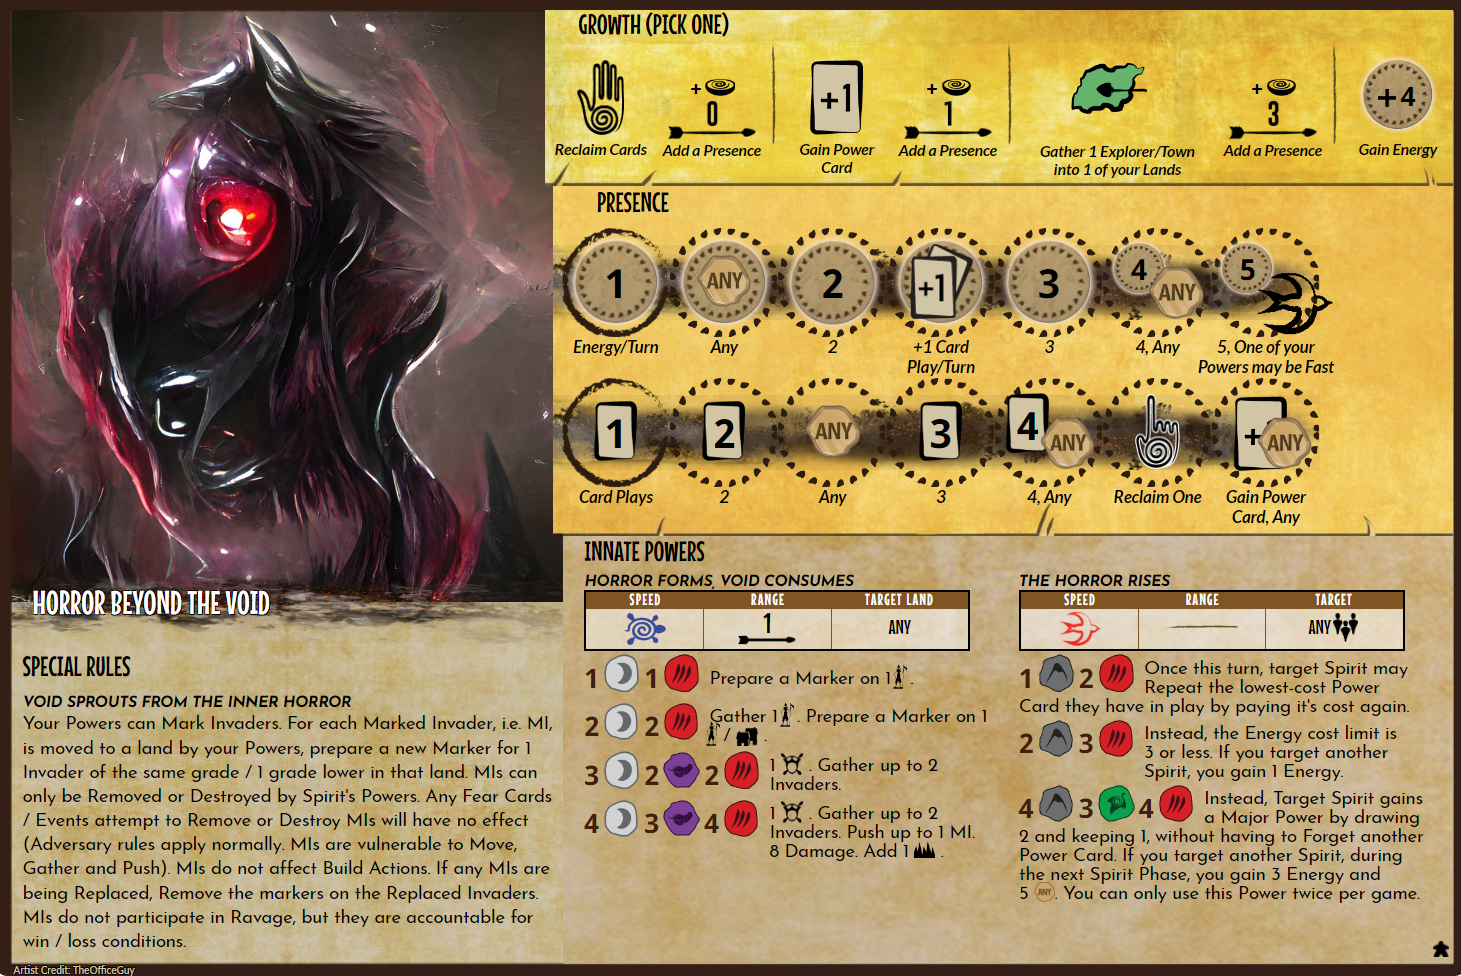 GROWTH (PICK ONE)
+ 0
+1
+ 1
+ 3
+4
Reclaim Cards
Add a Presence
Gain Power
Card
Add a Presence
Gather 1 Explorer/Town
into 1 of your Lands
Add a Presence
Gain Energy
PRESENCE
1
ANY
2
+1
3
4 ANY
5
Energy/Turn
Any
2
+1 Card
Play/Turn
3
4, Any
5, One of your
Powers may be Fast
1
2
ANY
3
4 ANY
+ ANY
Card Plays
2
Any
3
4, Any
Reclaim One
Gain Power
Card, Any
HORROR BEYOND THE VOID
SPECIAL RULES
VOID SPROUTS FROM THE INNER HORROR
Your Powers can Mark Invaders. For each Marked Invader, i.e. MI,
is moved to a land by your Powers, prepare a new Marker for 1
Invader of the same grade / 1 grade lower in that land. MIs can
only be Removed or Destroyed by Spirit's Powers. Any Fear Cards
/ Events attempt to Remove or Destroy MIs will have no effect
(Adversary rules apply normally. MIs are vulnerable to Move,
Gather and Push). MIs do not affect Build Actions. If any MIs are
being Replaced, Remove the markers on the Replaced Invaders.
MIs do not participate in Ravage, but they are accountable for
win / loss conditions.
Artist Credit: TheOfficeGuy
INNATE POWERS
HORROR FORMS, VOID CONSUMES
SPEED RANGE TARGET LAND
1 ANY
1 1 Prepare a Marker on 1 .
2 2 Gather 1 . Prepare a Marker on 1
/ .
3 2 2 1 . Gather up to 2
Invaders.
4 3 4 1 . Gather up to 2
Invaders. Push up to 1 MI.
8 Damage. Add 1 .
THE HORROR RISES
SPEED RANGE TARGET
ANY
1 2 Once this turn, target Spirit may
Repeat the lowest-cost Power
Card they have in play by paying it's cost again.
2 3 Instead, the Energy cost limit is
3 or less. If you target another
Spirit, you gain 1 Energy.
4 3 4 Instead, Target Spirit gains
a Major Power by drawing
2 and keeping 1, without having to Forget another
Power Card. If you target another Spirit, during
the next Spirit Phase, you gain 3 Energy and
5 ANY . You can only use this Power twice per game.